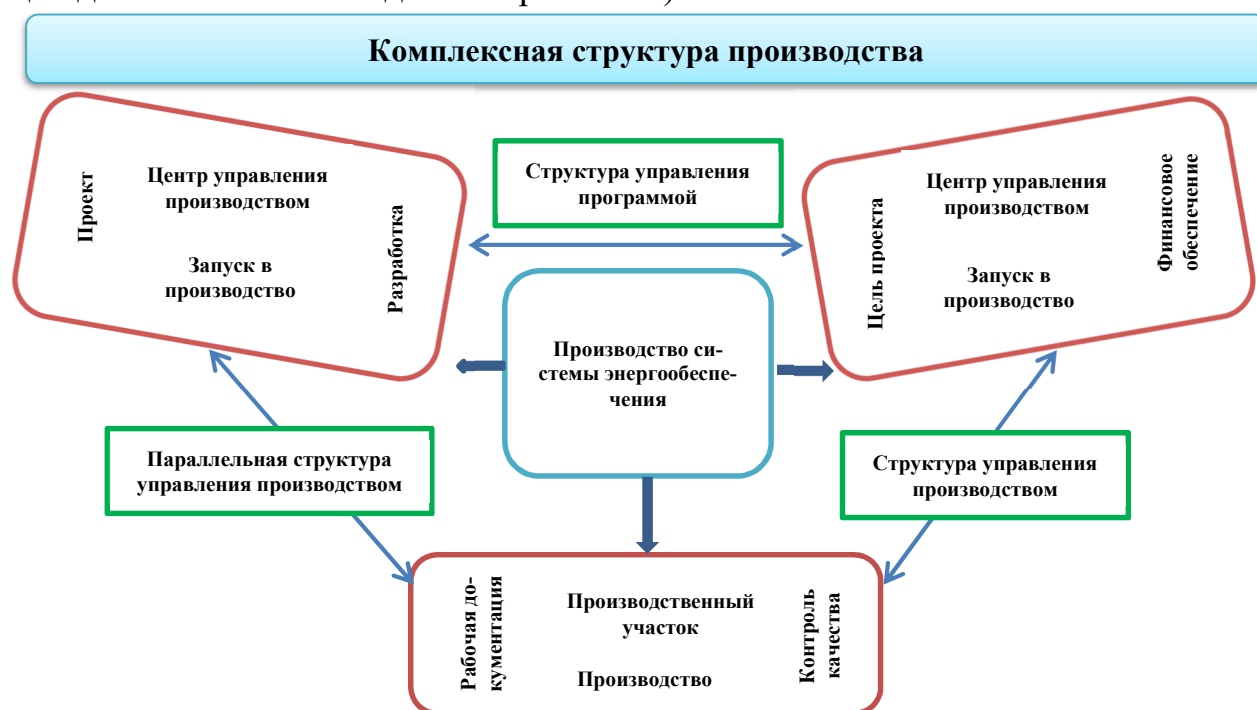 Комплексная структура производства
Проект
Центр управления
производством
Запуск в
производство
Разработка
Структура управления
программой
Цель проекта
Центр управления
производством
Запуск в
производство
Финансовое
обеспечение
Производство си-
стемы энергообеспе-
чения
Параллельная структура
управления производством
Структура управления
производством
Рабочая до-
кументация
Производственный
участок
Производство
Контроль
качества